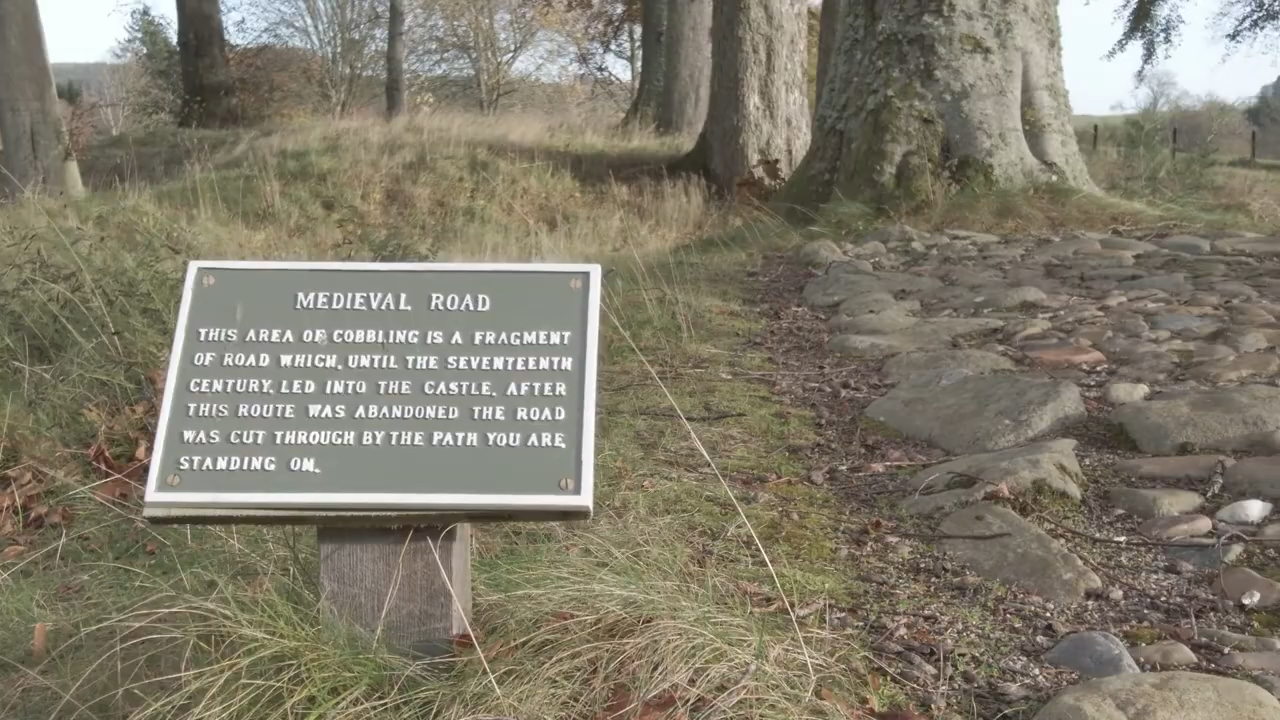 MEDIEVAL ROAD
THIS AREA OF COBBLING IS A FRAGMENT
OF ROAD WHICH, UNTIL THE SEVENTEENTH
CENTURY, LED INTO THE CASTLE. AFTER
THIS ROUTE WAS ABANDONED THE ROAD
WAS CUT THROUGH BY THE PATH YOU ARE
STANDING ON.